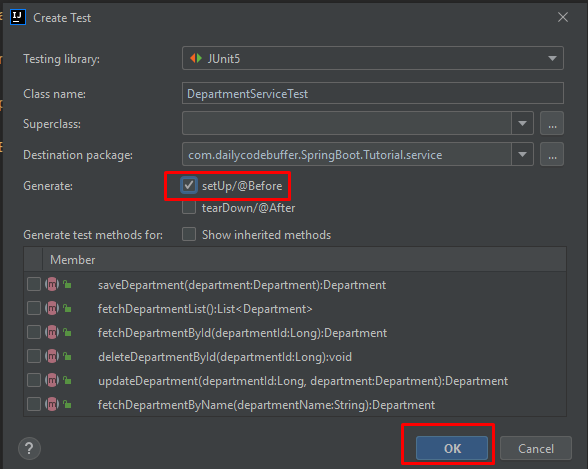 IJ Create Test
Testing library: JUnit5
Class name: DepartmentServiceTest
Superclass: ...
Destination package: com.dailycodebuffer.SpringBoot.Tutorial.service ...
Generate: setUp/@Before
tearDown/@After
Generate test methods for: Show inherited methods
Member
m saveDepartment(department:Department):Department
m fetchDepartmentList():List<Department>
m fetchDepartmentById(departmentId:Long):Department
m deleteDepartmentById(departmentId:Long):void
m updateDepartment(departmentId:Long, department:Department):Department
m fetchDepartmentByName(departmentName:String):Department
? OK Cancel